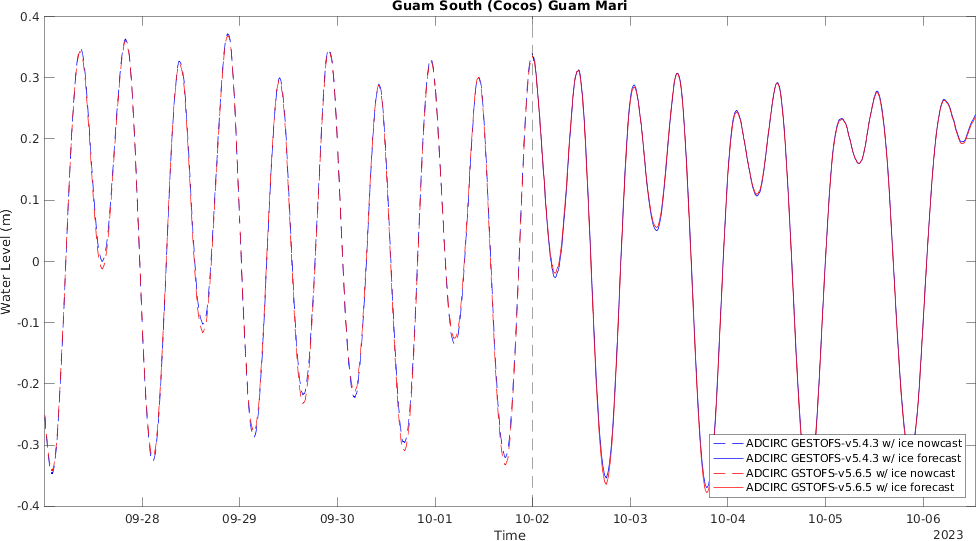 Guam South (Cocos) Guam Mari
0.4
0.3
0.2
0.1
0
-0.1
-0.2
-0.3
-0.4
Water Level (m)
ADCIRC GESTOFS-v5.4.3 w/ ice nowcast
ADCIRC GESTOFS-v5.4.3 w/ ice forecast
ADCIRC GSTOFS-v5.6.5 w/ ice nowcast
ADCIRC GSTOFS-v5.6.5 w/ ice forecast
09-28 09-29 09-30 10-01 10-02 10-03 10-04 10-05 10-06
Time
2023